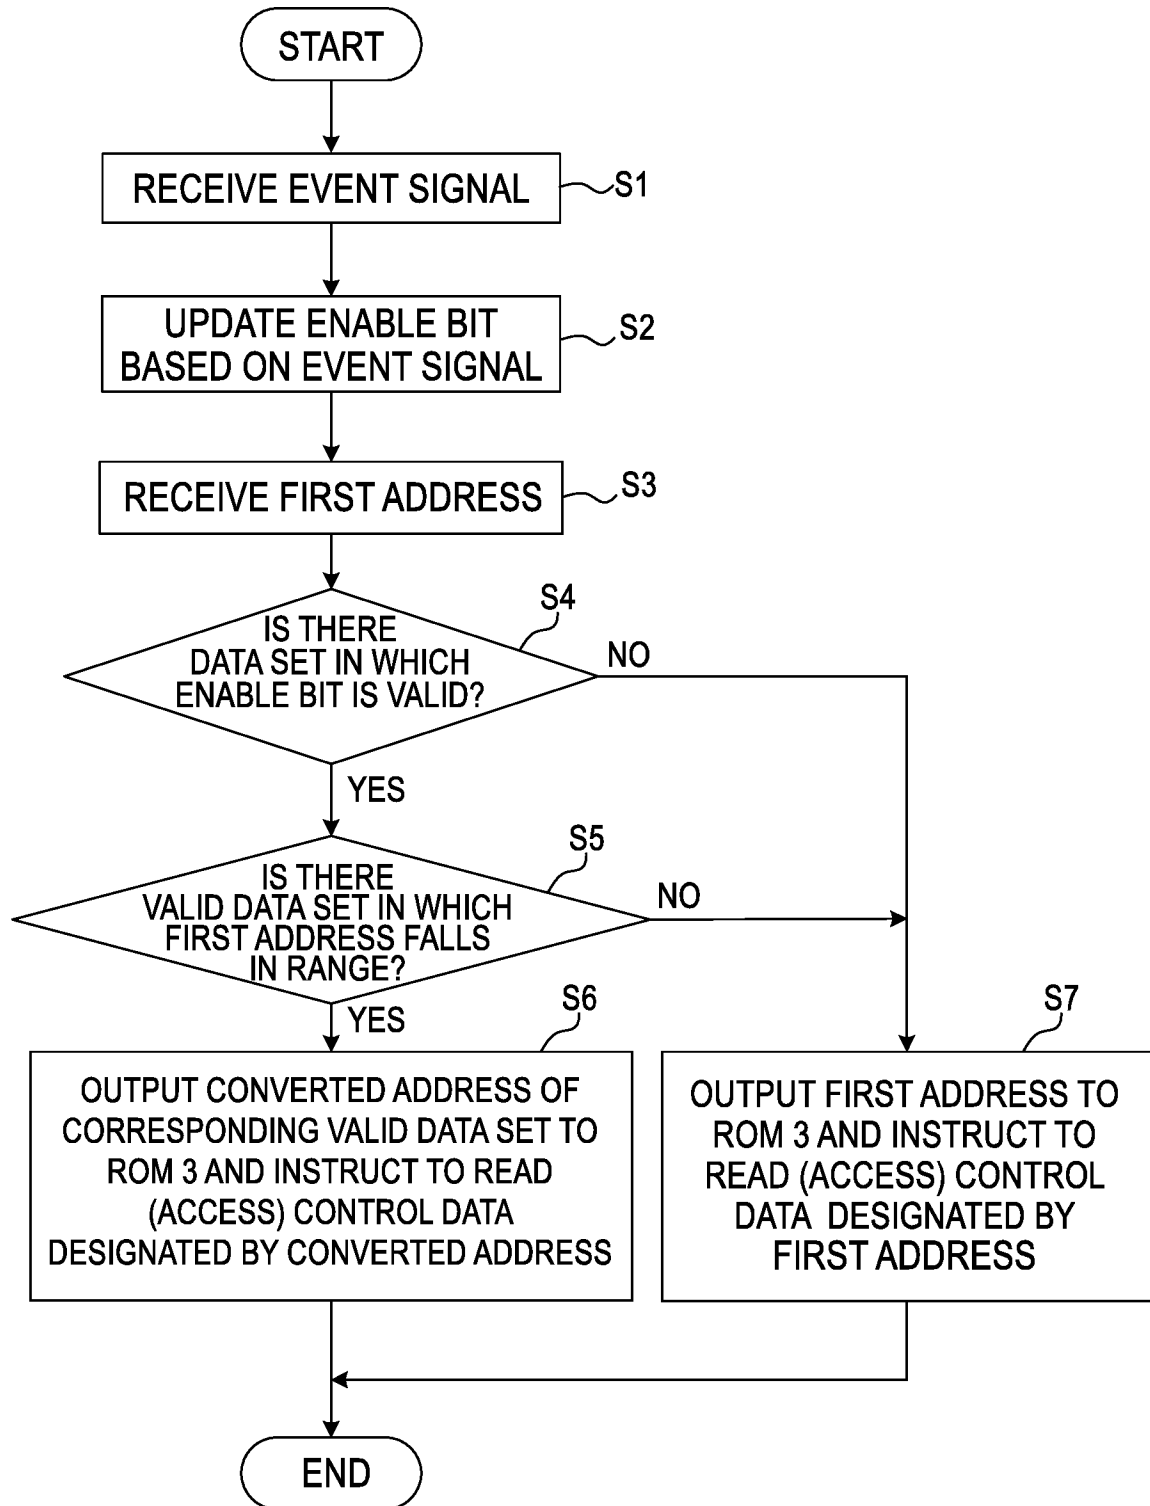 START
RECEIVE EVENT SIGNAL
S1
UPDATE ENABLE BIT
BASED ON EVENT SIGNAL
S2
RECEIVE FIRST ADDRESS
S3
IS THERE
DATA SET IN WHICH
ENABLE BIT IS VALID?
S4
NO
YES
IS THERE
VALID DATA SET IN WHICH
FIRST ADDRESS FALLS
IN RANGE?
S5
NO
YES
S6
OUTPUT CONVERTED ADDRESS OF
CORRESPONDING VALID DATA SET TO
ROM 3 AND INSTRUCT TO READ
(ACCESS) CONTROL DATA
DESIGNATED BY CONVERTED ADDRESS
S7
OUTPUT FIRST ADDRESS TO
ROM 3 AND INSTRUCT TO
READ (ACCESS) CONTROL
DATA DESIGNATED BY
FIRST ADDRESS
END